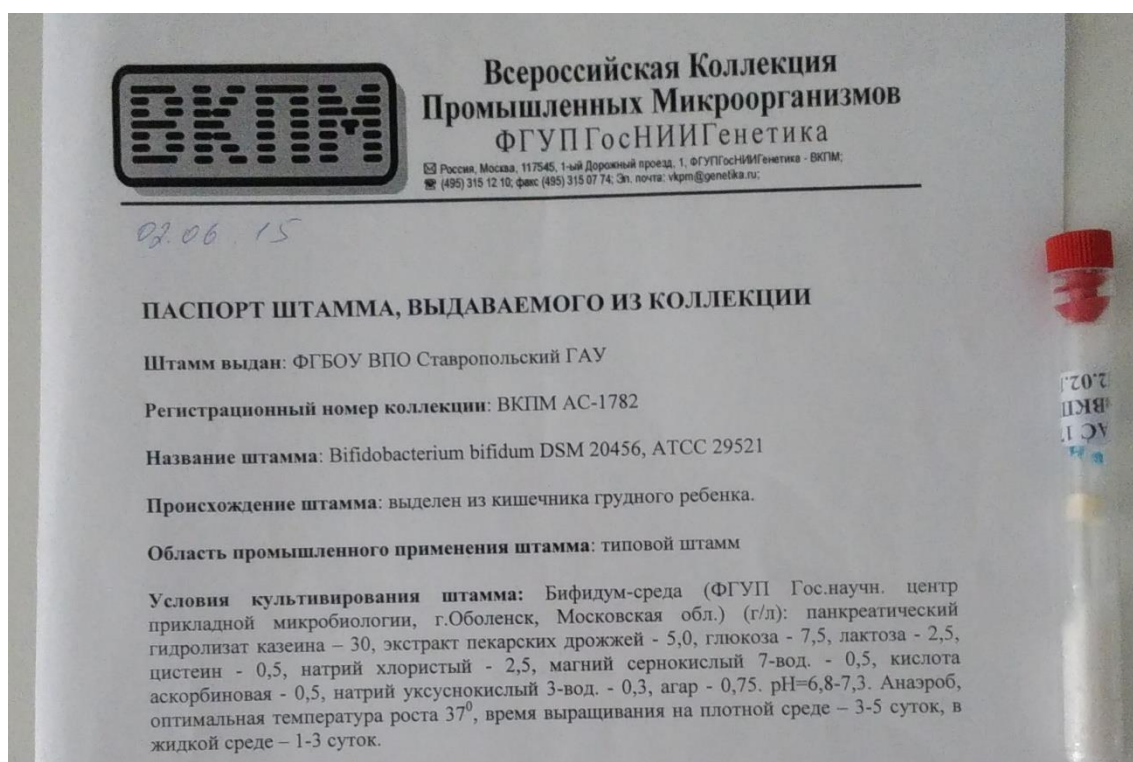 ВКПМ
Всероссийская Коллекция
Промышленных Микроорганизмов
ФГУП ГосНИИГенетика
Россия, Москва, 117545, 1-ый Дорожный проезд, 1, ФГУПГосНИИГенетика - ВКПМ;
(495) 315 12 10; факс (495) 315 07 74; Эл. почта: vkpm@genetika.ru;
02.06.15
ПАСПОРТ ШТАММА, ВЫДАВАЕМОГО ИЗ КОЛЛЕКЦИИ
Штамм выдан: ФГБОУ ВПО Ставропольский ГАУ
Регистрационный номер коллекции: ВКПМ АС-1782
Название штамма: Bifidobacterium bifidum DSM 20456, ATCC 29521
Происхождение штамма: выделен из кишечника грудного ребенка.
Область промышленного применения штамма: типовой штамм
Условия культивирования штамма: Бифидум-среда (ФГУП Гос.научн. центр
прикладной микробиологии, г.Оболенск, Московская обл.) (г/л): панкреатический
гидролизат казеина – 30, экстракт пекарских дрожжей - 5,0, глюкоза - 7,5, лактоза - 2,5,
цистеин - 0,5, натрий хлористый - 2,5, магний сернокислый 7-вод. - 0,5, кислота
аскорбиновая - 0,5, натрий уксуснокислый 3-вод. - 0,3, агар - 0,75. pH=6,8-7,3. Анаэроб,
оптимальная температура роста 37⁰, время выращивания на плотной среде – 3-5 суток, в
жидкой среде – 1-3 суток.